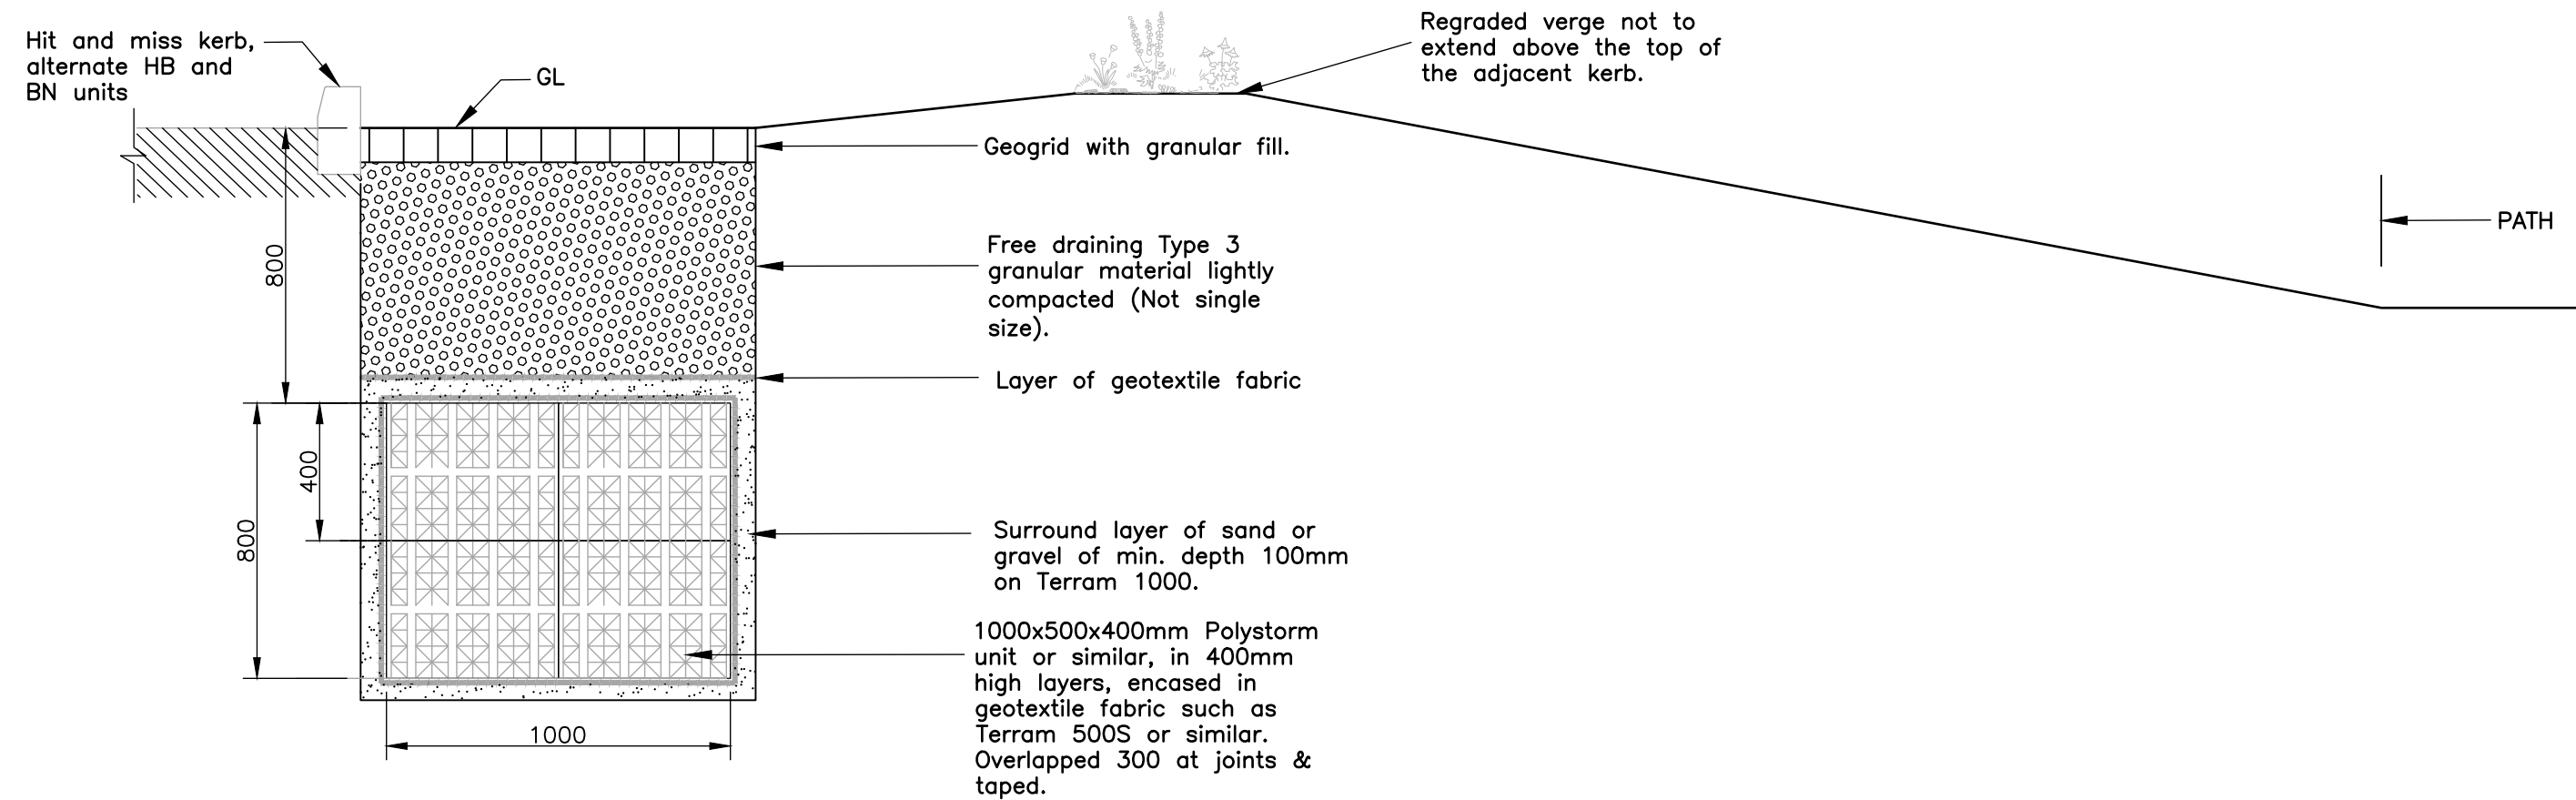 Hit and miss kerb,
alternate HB and
BN units
GL
Regraded verge not to
extend above the top of
the adjacent kerb.
Geogrid with granular fill.
PATH
800
Free draining Type 3
granular material lightly
compacted (Not single
size).
Layer of geotextile fabric
400
800
Surround layer of sand or
gravel of min. depth 100mm
on Terram 1000.
1000x500x400mm Polystorm
unit or similar, in 400mm
high layers, encased in
geotextile fabric such as
Terram 500S or similar.
Overlapped 300 at joints &
taped.
1000